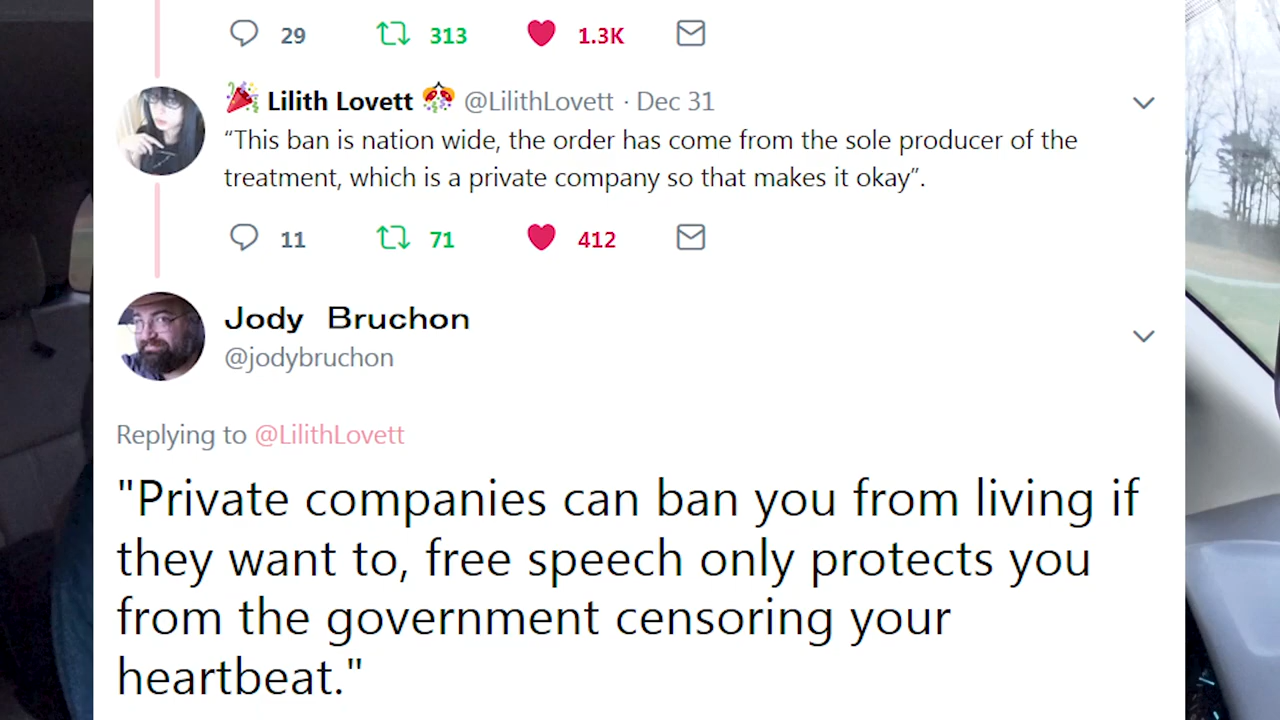 29 313 1.3K
Lilith Lovett @LilithLovett · Dec 31
“This ban is nation wide, the order has come from the sole producer of the
treatment, which is a private company so that makes it okay”.
11 71 412
Jody Bruchon
@jodybruchon
Replying to @LilithLovett
"Private companies can ban you from living if
they want to, free speech only protects you
from the government censoring your
heartbeat."